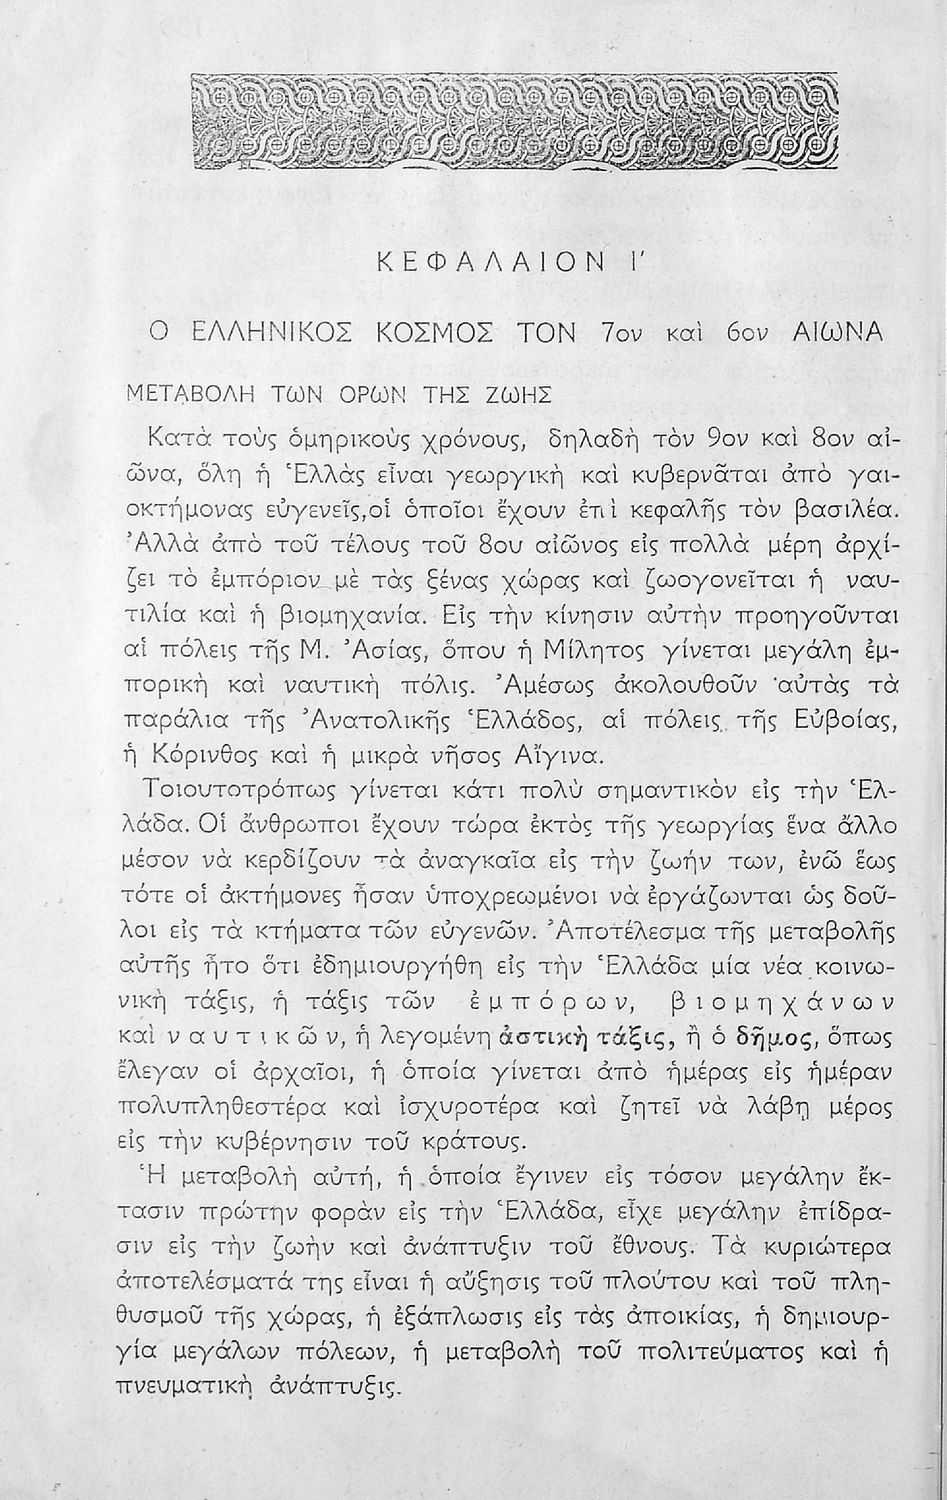 ΚΕΦΑΛΑΙΟΝ Ι'
Ο ΕΛΛΗΝΙΚΟΣ ΚΟΣΜΟΣ ΤΟΝ 7ον καὶ 6ον ΑΙΩΝΑ
ΜΕΤΑΒΟΛΗ ΤΩΝ ΟΡΩΝ ΤΗΣ ΖΩΗΣ
Κατὰ τοὺς ὁμηρικοὺς χρόνους, δηλαδὴ τὸν 9ον καὶ 8ον αἰ-
ῶνα, ὅλη ἡ Ἑλλὰς εἶναι γεωργικὴ καὶ κυβερνᾶται ἀπὸ γαι-
οκτήμονας εὐγενεῖς,οἱ ὁποῖοι ἔχουν ἐπὶ κεφαλῆς τὸν βασιλέα.
Ἀλλὰ ἀπὸ τοῦ τέλους τοῦ 8ου αἰῶνος εἰς πολλὰ μέρη ἀρχί-
ζει τὸ ἐμπόριον μὲ τὰς ξένας χώρας καὶ ζωογονεῖται ἡ ναυ-
τιλία καὶ ἡ βιομηχανία. Εἰς τὴν κίνησιν αὐτὴν προηγοῦνται
αἱ πόλεις τῆς Μ. Ἀσίας, ὅπου ἡ Μίλητος γίνεται μεγάλη ἐμ-
πορικὴ καὶ ναυτικὴ πόλις. Ἀμέσως ἀκολουθοῦν αὐτὰς τὰ
παράλια τῆς Ἀνατολικῆς Ἑλλάδος, αἱ πόλεις τῆς Εὐβοίας,
ἡ Κόρινθος καὶ ἡ μικρὰ νῆσος Αἴγινα.
Τοιουτοτρόπως γίνεται κάτι πολὺ σημαντικὸν εἰς τὴν Ἑλ-
λάδα. Οἱ ἄνθρωποι ἔχουν τώρα ἐκτὸς τῆς γεωργίας ἕνα ἄλλο
μέσον νὰ κερδίζουν τὰ ἀναγκαῖα εἰς τὴν ζωήν των, ἐνῶ ἕως
τότε οἱ ἀκτήμονες ἦσαν ὑποχρεωμένοι νὰ ἐργάζωνται ὡς δοῦ-
λοι εἰς τὰ κτήματα τῶν εὐγενῶν. Ἀποτέλεσμα τῆς μεταβολῆς
αὐτῆς ἦτο ὅτι ἐδημιουργήθη εἰς τὴν Ἑλλάδα μία νέα κοινω-
νικὴ τάξις, ἡ τάξις τῶν ἐμπόρων, βιομηχάνων
καὶ ναυτικῶν, ἡ λεγομένη ἀστικὴ τάξις, ἢ ὁ δῆμος, ὅπως
ἔλεγαν οἱ ἀρχαῖοι, ἡ ὁποία γίνεται ἀπὸ ἡμέρας εἰς ἡμέραν
πολυπληθεστέρα καὶ ἰσχυροτέρα καὶ ζητεῖ νὰ λάβῃ μέρος
εἰς τὴν κυβέρνησιν τοῦ κράτους.
Ἡ μεταβολὴ αὐτή, ἡ ὁποία ἔγινεν εἰς τόσον μεγάλην ἔκ-
τασιν πρώτην φορὰν εἰς τὴν Ἑλλάδα, εἶχε μεγάλην ἐπίδρα-
σιν εἰς τὴν ζωὴν καὶ ἀνάπτυξιν τοῦ ἔθνους. Τὰ κυριώτερα
ἀποτελέσματά της εἶναι ἡ αὔξησις τοῦ πλούτου καὶ τοῦ πλη-
θυσμοῦ τῆς χώρας, ἡ ἐξάπλωσις εἰς τὰς ἀποικίας, ἡ δημιουρ-
γία μεγάλων πόλεων, ἡ μεταβολὴ τοῦ πολιτεύματος καὶ ἡ
πνευματικὴ ἀνάπτυξις.